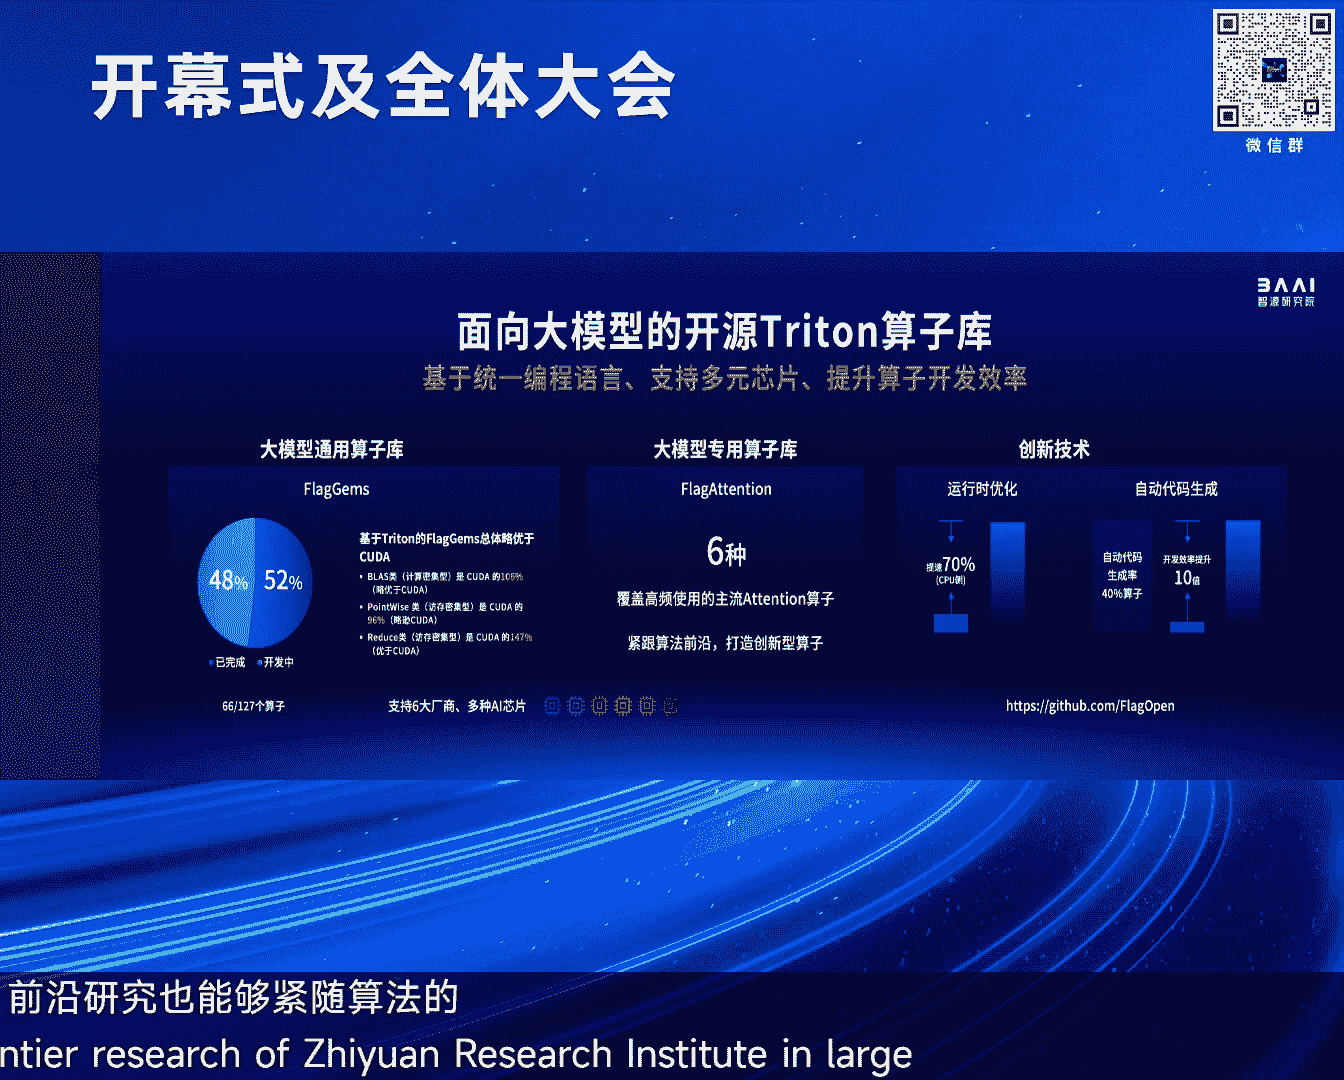 开幕式及全体大会
微信群
BAAI
智源研究院
面向大模型的开源Triton算子库
基于统一编程语言、支持多元芯片、提升算子开发效率
大模型通用算子库
FlagGems
48%
52%
已完成
开发中
66/127个算子
基于Triton的FlagGems总体略优于
CUDA
• BLAS类（计算密集型）是 CUDA 的106%
（略优于CUDA）
• PointWise 类（访存密集型）是 CUDA 的
96%（略逊CUDA）
• Reduce类（访存密集型）是 CUDA 的147%
（优于CUDA）
支持6大厂商、多种AI芯片
大模型专用算子库
FlagAttention
6种
覆盖高频使用的主流Attention算子
紧跟算法前沿，打造创新型算子
创新技术
运行时优化
提速70%
(CPU侧)
自动代码生成
自动代码
生成率
40%算子
开发效率提升
10倍
https://github.com/FlagOpen
前沿研究也能够紧随算法的
ntier research of Zhiyuan Research Institute in large